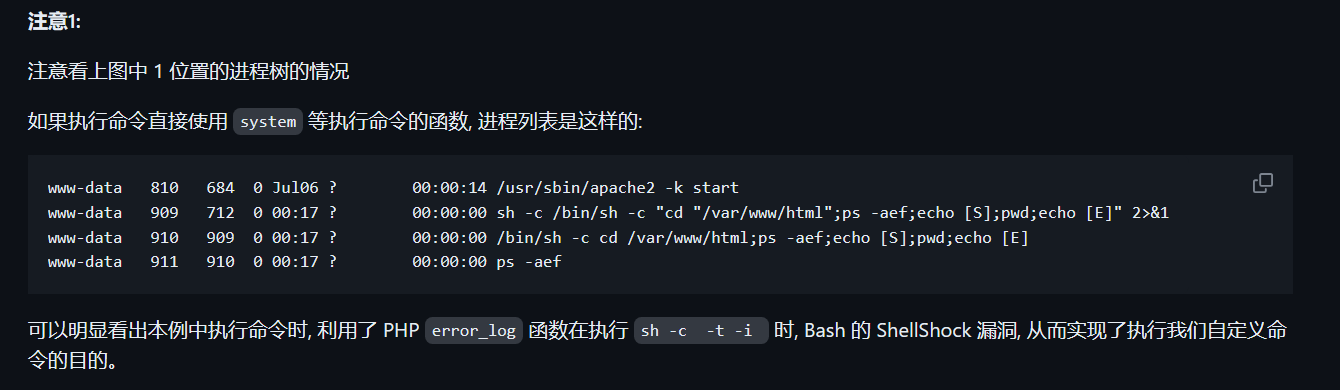 注意1:
注意看上图中 1 位置的进程树的情况
如果执行命令直接使用 system 等执行命令的函数, 进程列表是这样的:
www-data   810   684  0 Jul06 ?        00:00:14 /usr/sbin/apache2 -k start
www-data   909   712  0 00:17 ?        00:00:00 sh -c /bin/sh -c "cd "/var/www/html";ps -aef;echo [S];pwd;echo [E]" 2>&1
www-data   910   909  0 00:17 ?        00:00:00 /bin/sh -c cd /var/www/html;ps -aef;echo [S];pwd;echo [E]
www-data   911   910  0 00:17 ?        00:00:00 ps -aef
可以明显看出本例中执行命令时, 利用了 PHP error_log 函数在执行 sh -c  -t -i 时, Bash 的 ShellShock 漏洞, 从而实现了执行我们自定义命
令的目的。